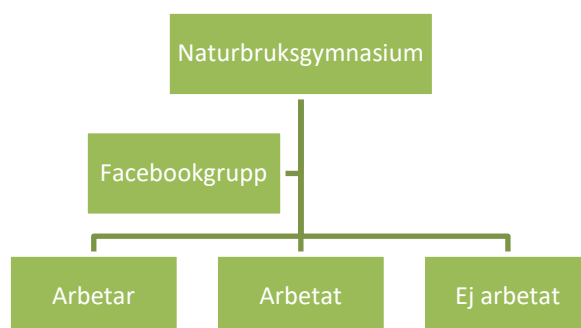 Naturbruksgymnasium
Facebookgrupp
Arbetar
Arbetat
Ej arbetat